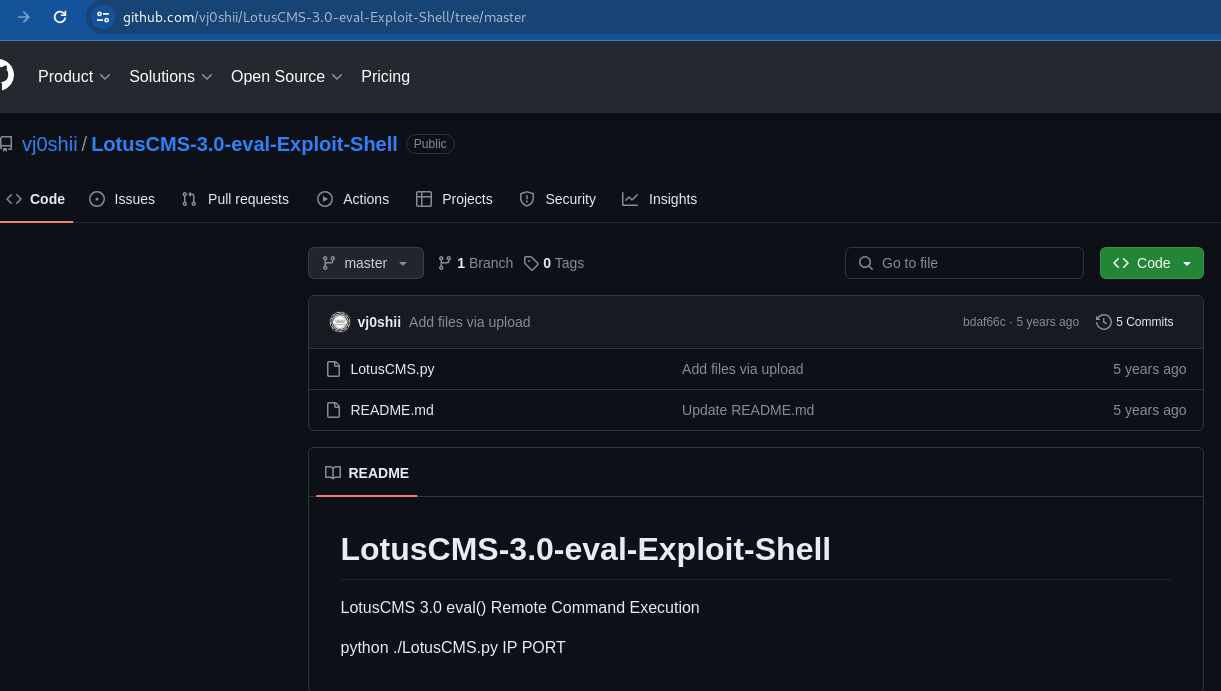 github.com/vj0shii/LotusCMS-3.0-eval-Exploit-Shell/tree/master
Product Solutions Open Source Pricing
vj0shii / LotusCMS-3.0-eval-Exploit-Shell Public
Code Issues Pull requests Actions Projects Security Insights
master 1 Branch 0 Tags Go to file Code
vj0shii Add files via upload bdaf66c · 5 years ago 5 Commits
LotusCMS.py Add files via upload 5 years ago
README.md Update README.md 5 years ago
README
LotusCMS-3.0-eval-Exploit-Shell
LotusCMS 3.0 eval() Remote Command Execution
python ./LotusCMS.py IP PORT